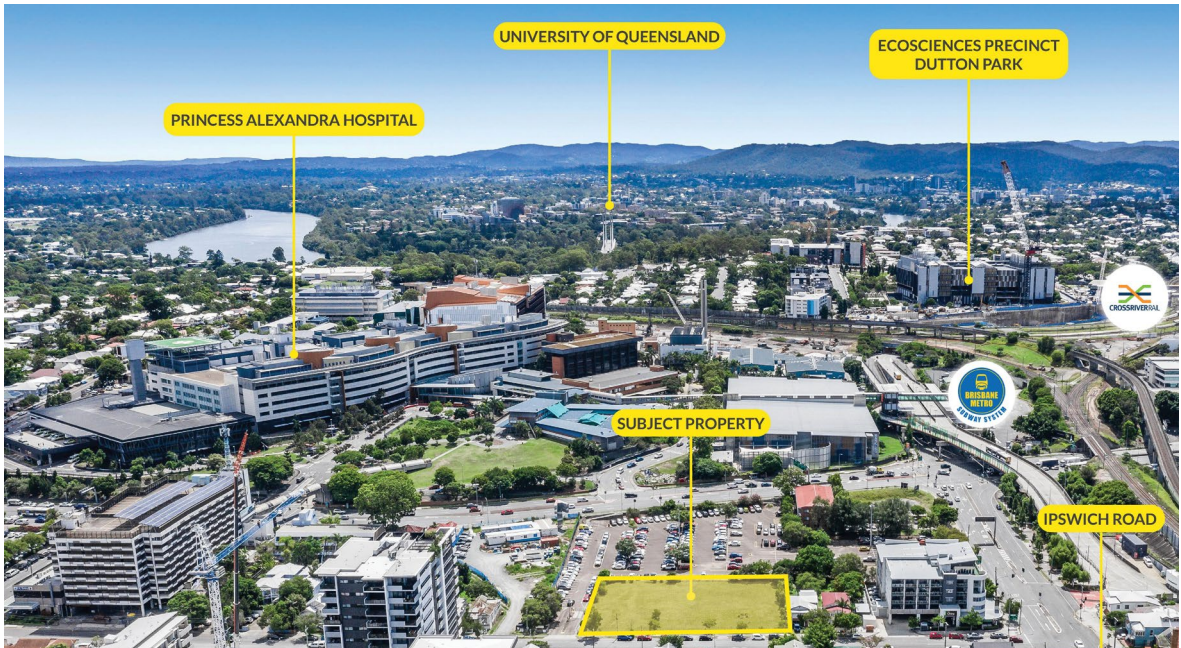 UNIVERSITY OF QUEENSLAND
ECOSCIENCES PRECINCT
DUTTON PARK
PRINCESS ALEXANDRA HOSPITAL
CROSSRIVERRAIL
BRISBANE
METRO
SUBWAY SYSTEM
SUBJECT PROPERTY
IPSWICH ROAD